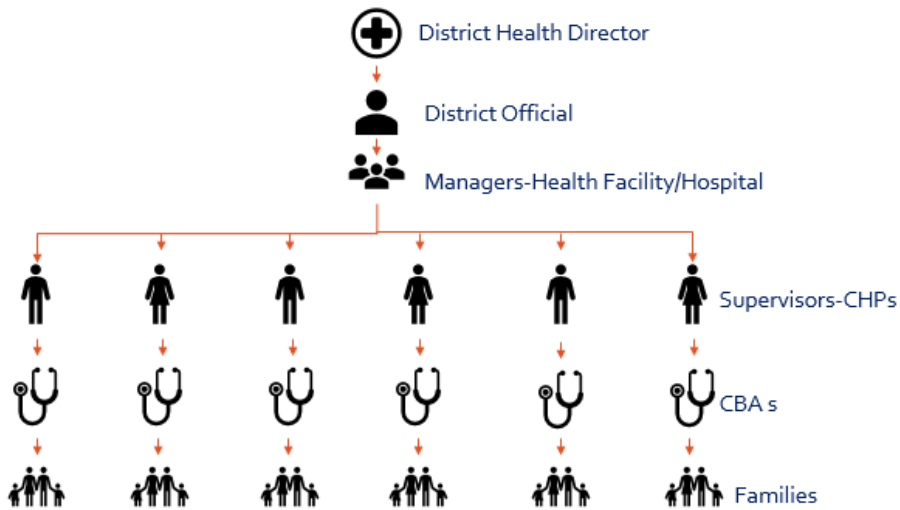 District Health Director
District Official
Managers-Health Facility/Hospital
Supervisors-CHPs
CBA s
Families